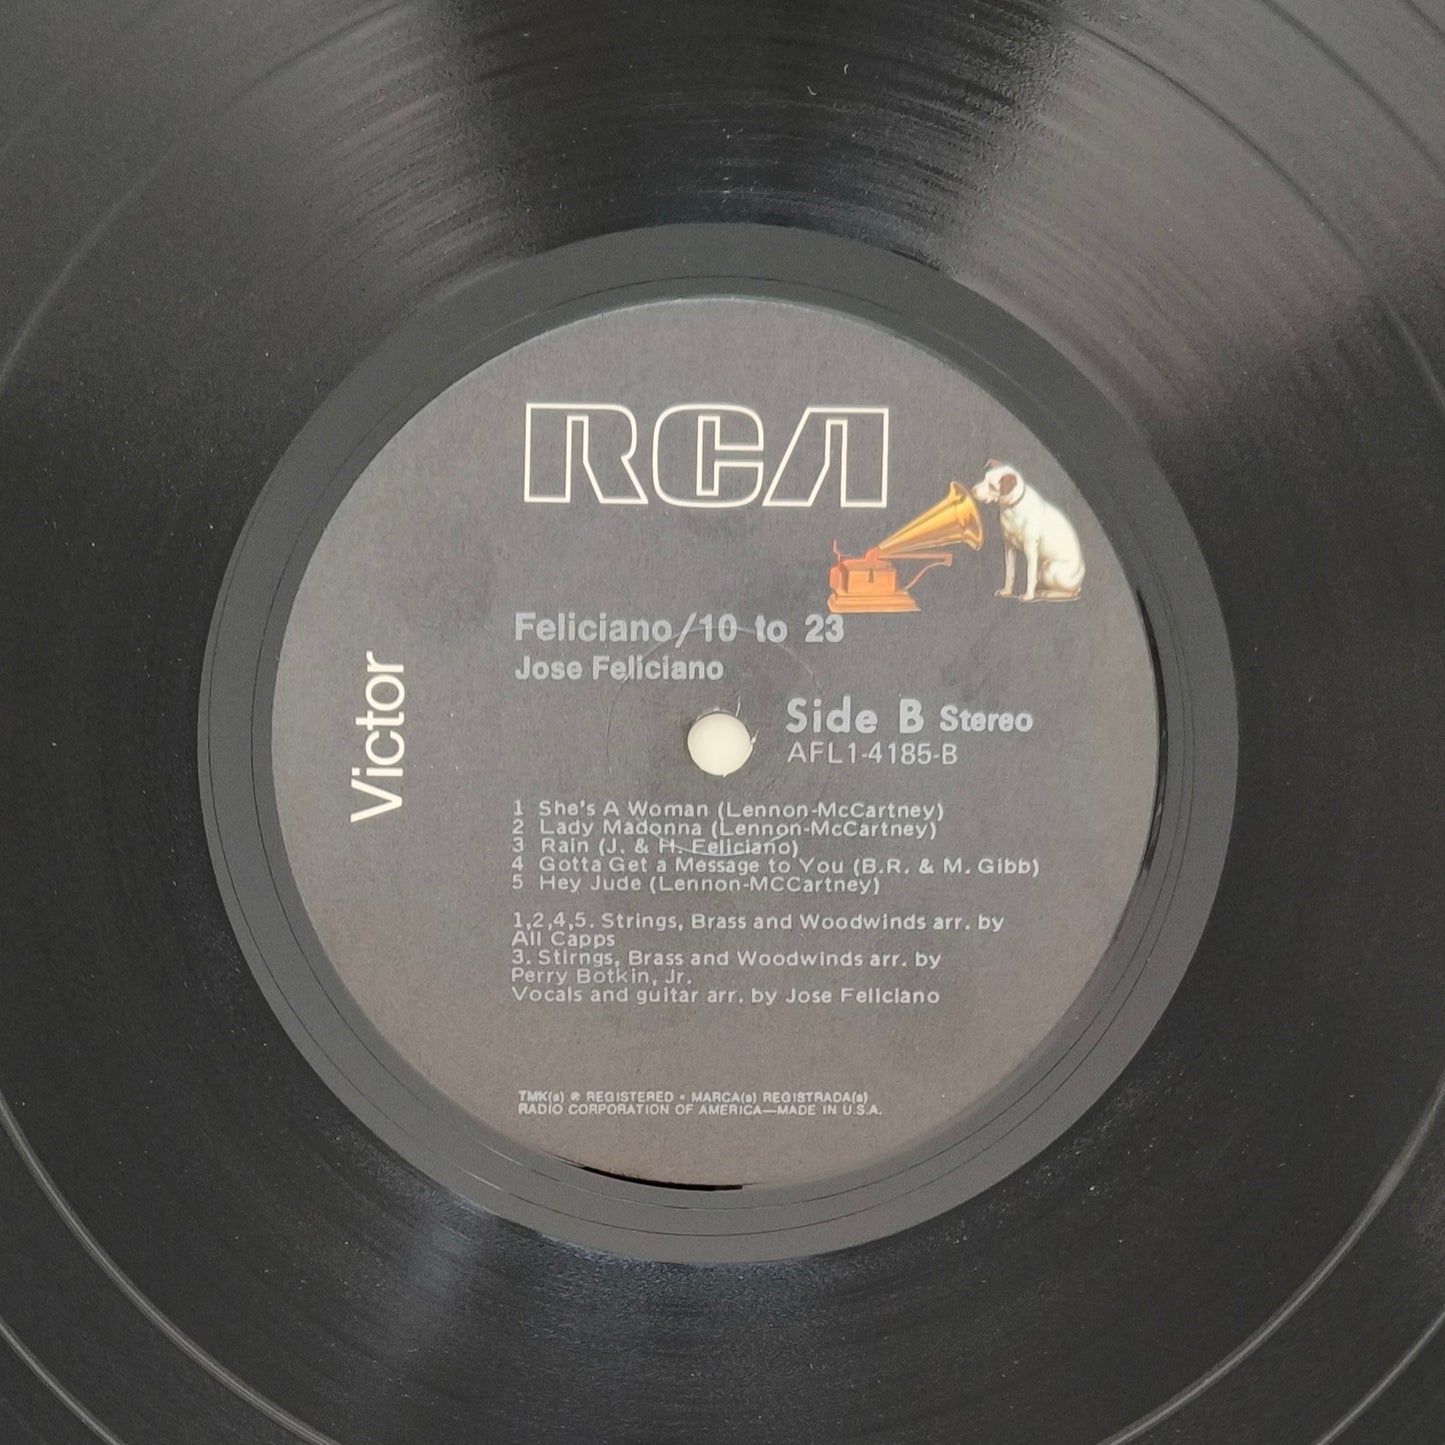 RCA
Feliciano/10 to 23
Jose Feliciano
Side B Stereo
AFL1-4185-B
Victor
1 She's A Woman (Lennon-McCartney)
2 Lady Madonna (Lennon-McCartney)
3 Rain (J. & H. Feliciano)
4 Gotta Get a Message to You (B.R. & M. Gibb)
5 Hey Jude (Lennon-MCCartney)
1,2,4,5. Strings, Brass and Woodwinds arr. by
All Capps
3. Stirngs, Brass and Woodwinds arr. by
Perry Botkin, Jr.
Vocals and guitar arr. by Jose Feliciano
TMK(s) ® REGISTERED • MARCA(s) REGISTRADA(s)
RADIO CORPORATION OF AMERICA—MADE IN U.S.A.